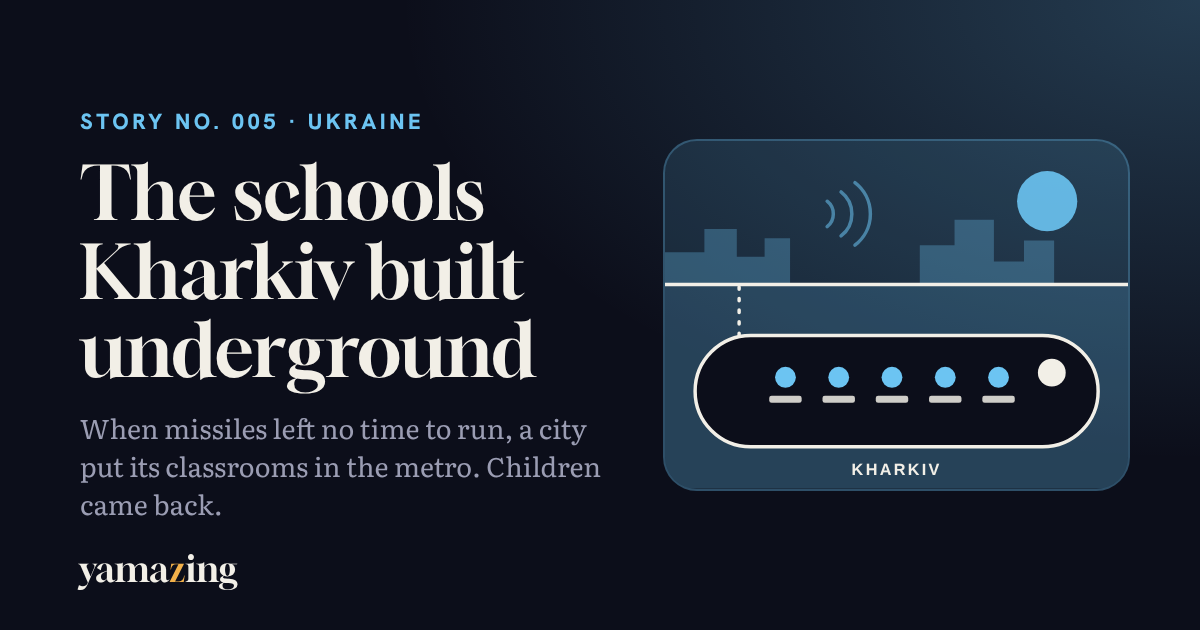 STORY NO. 005 · UKRAINE
The schools
Kharkiv built
underground
When missiles left no time to run, a city
put its classrooms in the metro. Children
came back.
yamazing
KHARKIV